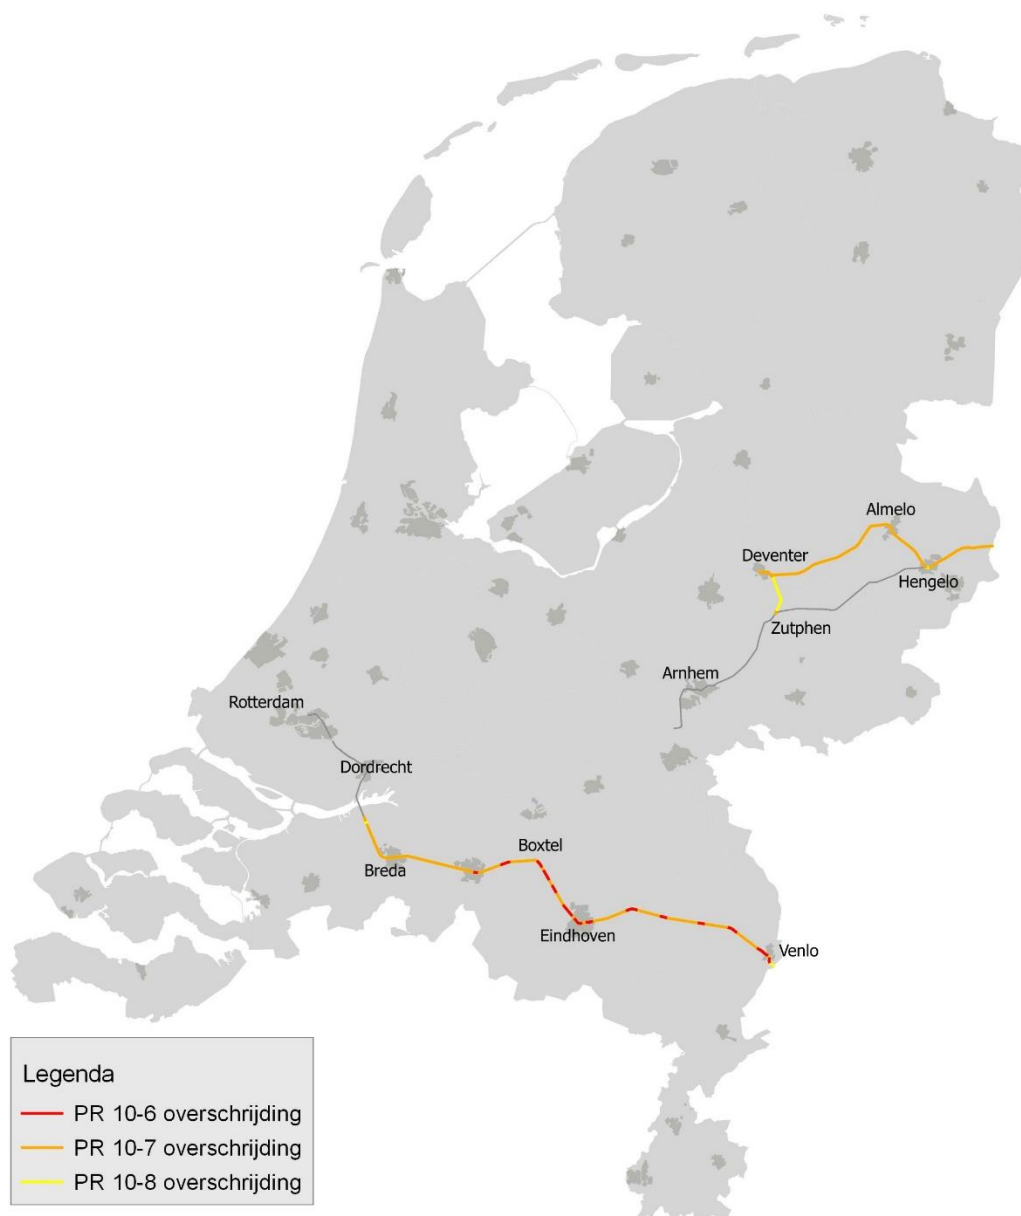 Almelo
Deventer
Hengelo
Zutphen
Arnhem
Rotterdam
Dordrecht
Boxtel
Breda
Eindhoven
Venlo
Legenda
PR 10-6 overschrijding
PR 10-7 overschrijding
PR 10-8 overschrijding